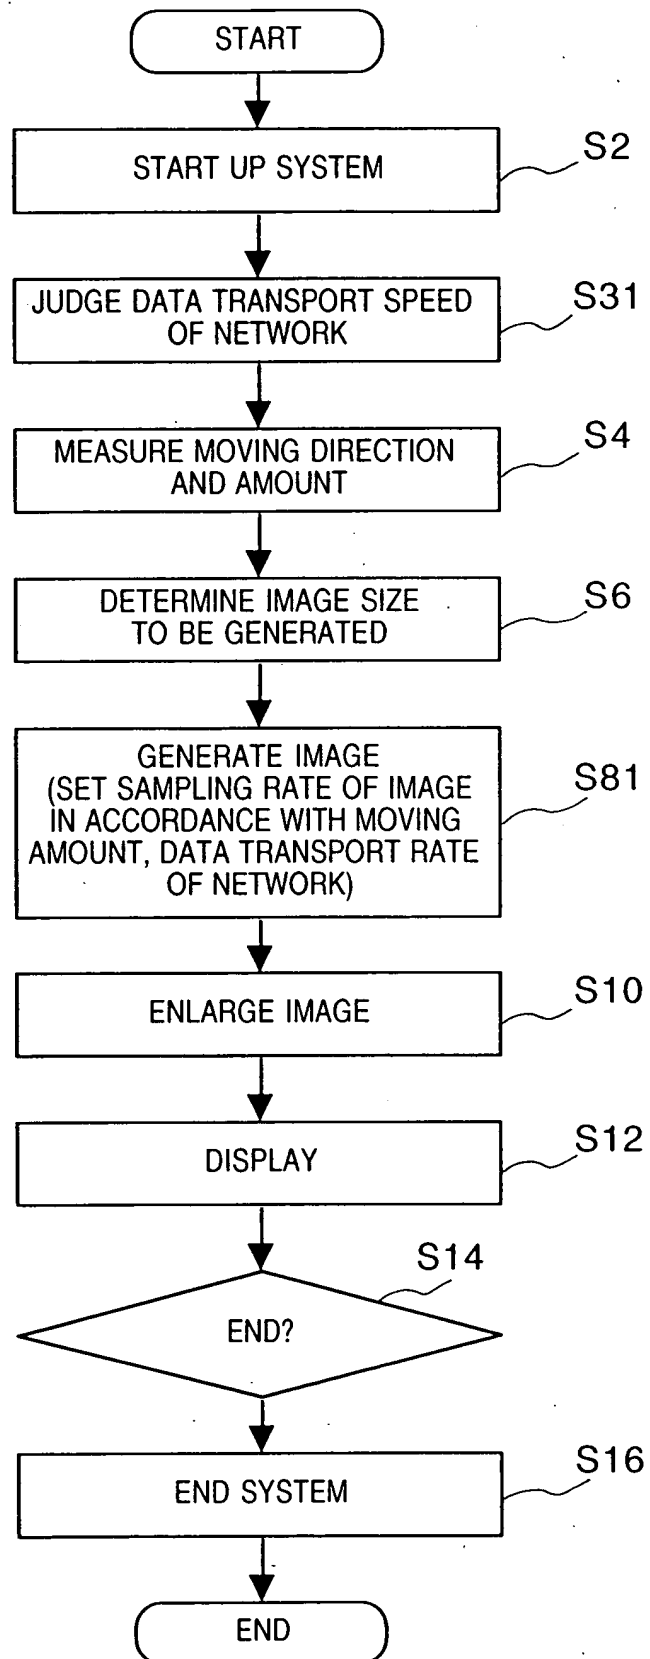 START
START UP SYSTEM
S2
JUDGE DATA TRANSPORT SPEED
OF NETWORK
S31
MEASURE MOVING DIRECTION
AND AMOUNT
S4
DETERMINE IMAGE SIZE
TO BE GENERATED
S6
GENERATE IMAGE
(SET SAMPLING RATE OF IMAGE
IN ACCORDANCE WITH MOVING
AMOUNT, DATA TRANSPORT RATE
OF NETWORK)
S81
ENLARGE IMAGE
S10
DISPLAY
S12
S14
END?
END SYSTEM
S16
END